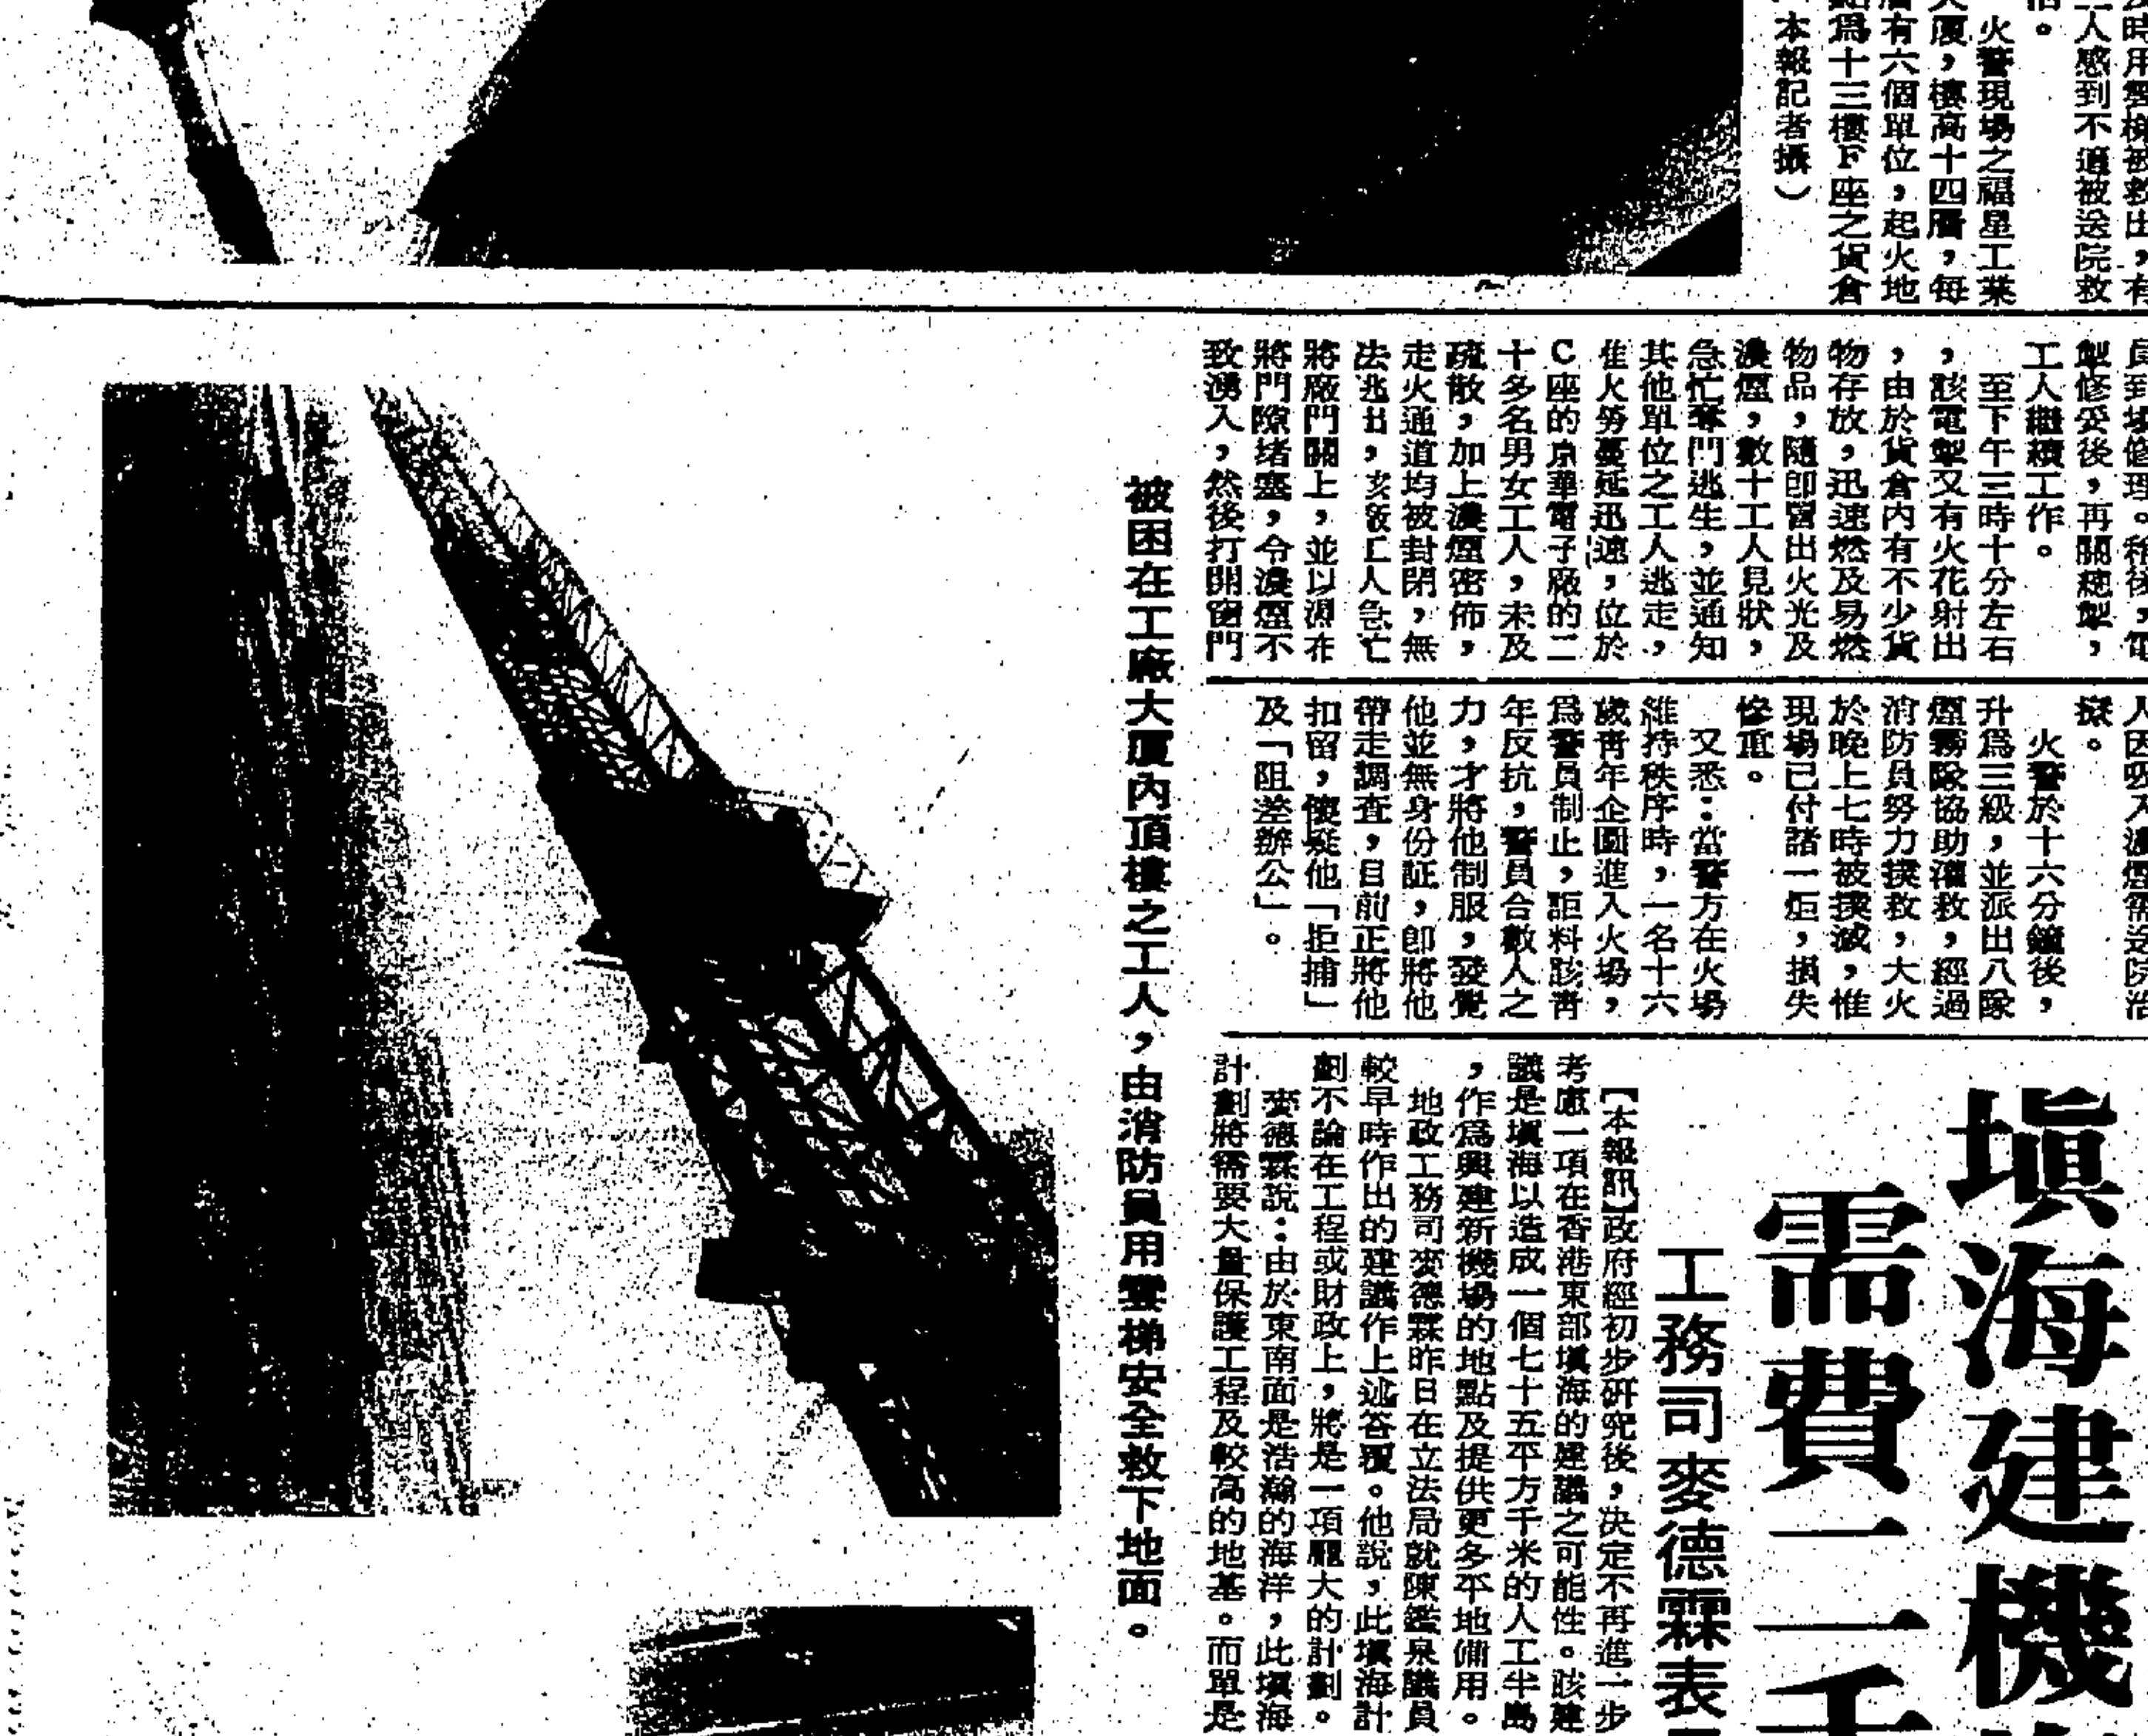 火警現場之福星工業
大廈，樓高十四層，每
層有六個單位，起火地
點爲十三樓F座之貨倉
本報記者攝）
掣修妥後，再關總掣，
工人繼續工作。
至下午三時十分左右
，該電掣又有火花射出
，由於貨倉內有不少貨
物存放，迅速燃及易燃
物品，隨即冒出火光及
濃煙，數十工人見狀，
急忙奪門逃生，並通知
其他單位之工人逃走，
惟火勢蔓延迅速，位於
C座的京華電子廠的二
十多名男女工人，未及
疏散，加上濃煙密佈，
走火通道均被封閉，無
法逃出，該廠工人急忙
將廠門關上，並以濕布
將門隙堵塞，令濃煙不
致湧入，然後打開窗門
人因吸入濃煙需送院治
療。
火警於十六分鐘後，
升爲三級，並派出八隊
煙霧隊協助灌救，經過
消防員努力撲救，大火
於晚上七時被撲滅，惟
現場已付諸一炬，損失
慘重。
又悉：當警方在火場
維持秩序時，一名十六
歲青年企圖進入火場，
爲警員制止，詎料該青
年反抗，警員合數人之
力，才將他制服，發覺
他並無身份証，即將他
帶走調查，目前正將他
扣留，懷疑他「拒捕」
及「阻差辦公」。
被困在工廠大廈內頂樓之工人，由消防員用雲梯安全救下地面。
塡海建機
需費二千
工務司麥德霖表
【本報訊】政府經初步研究後，决定不再進一步
考慮一項在香港東部塡海的建議之可能性。該建
議是塡海以造成一個七十五平方千米的人工半島
，作爲興建新機場的地點及提供更多平地備用。
地政工務司麥德霖昨日在立法局就陳鑑泉議員
較早時作出的建議作上述答覆。他說，此塡海計
劃不論在工程或財政上，將是一項龐大的計劃。
麥德霖說：由於東南面是浩瀚的海洋，此塡海
計劃將需要大量保護工程及較高的地基。而單是